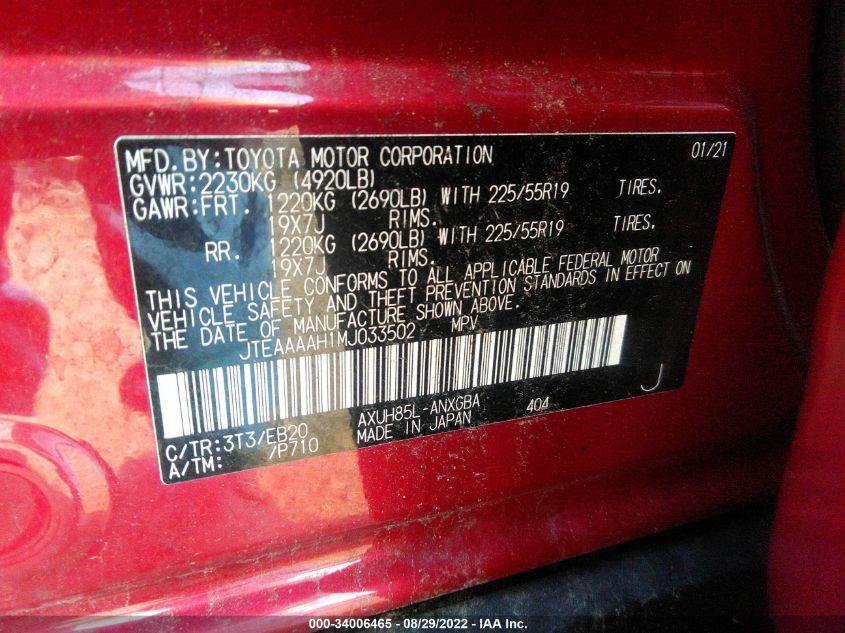 MFD. BY: TOYOTA MOTOR CORPORATION 01/21
GVWR: 2230KG (4920LB)
GAWR: FRT. 1220KG (2690LB) WITH 225/55R19 TIRES.
19X7J RIMS.
RR. 1220KG (2690LB) WITH 225/55R19 TIRES.
19X7J RIMS.
THIS VEHICLE CONFORMS TO ALL APPLICABLE FEDERAL MOTOR
VEHICLE SAFETY AND THEFT PREVENTION STANDARDS IN EFFECT ON
THE DATE OF MANUFACTURE SHOWN ABOVE.
JTEAAAAH1MJ033502 MPV
J
AXUH85L-ANXGBA 404
C/TR: 3T3/EB20 MADE IN JAPAN
A/TM: /P710
000-34006465 - 08/29/2022 - IAA Inc.